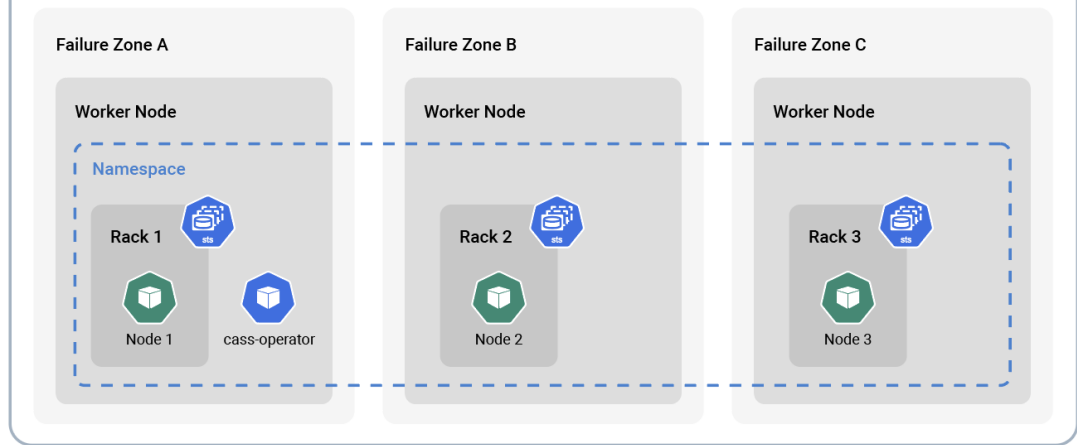 Failure Zone A
Failure Zone B
Failure Zone C
Worker Node
Worker Node
Worker Node
Namespace
Rack 1
sts
Rack 2
sts
Rack 3
sts
Node 1
cass-operator
Node 2
Node 3